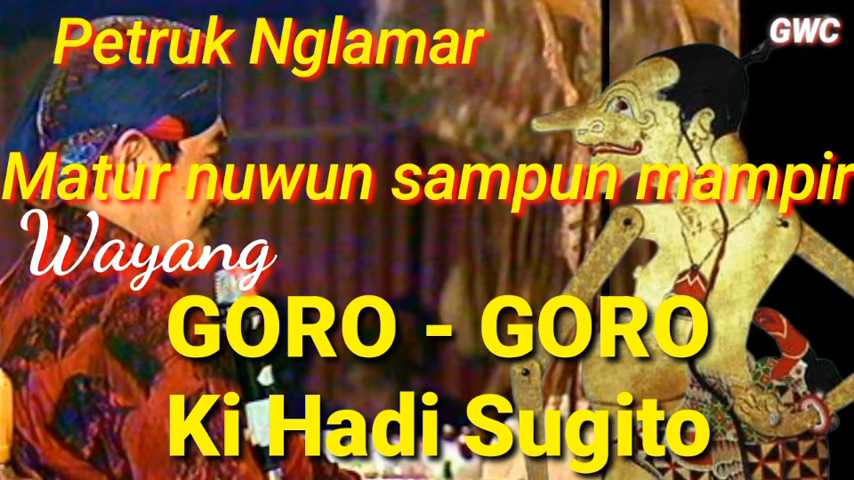 Petruk Nglamar
GWC
Matur nuwun sampun mampir
Wayang
GORO - GORO
Ki Hadi Sugito